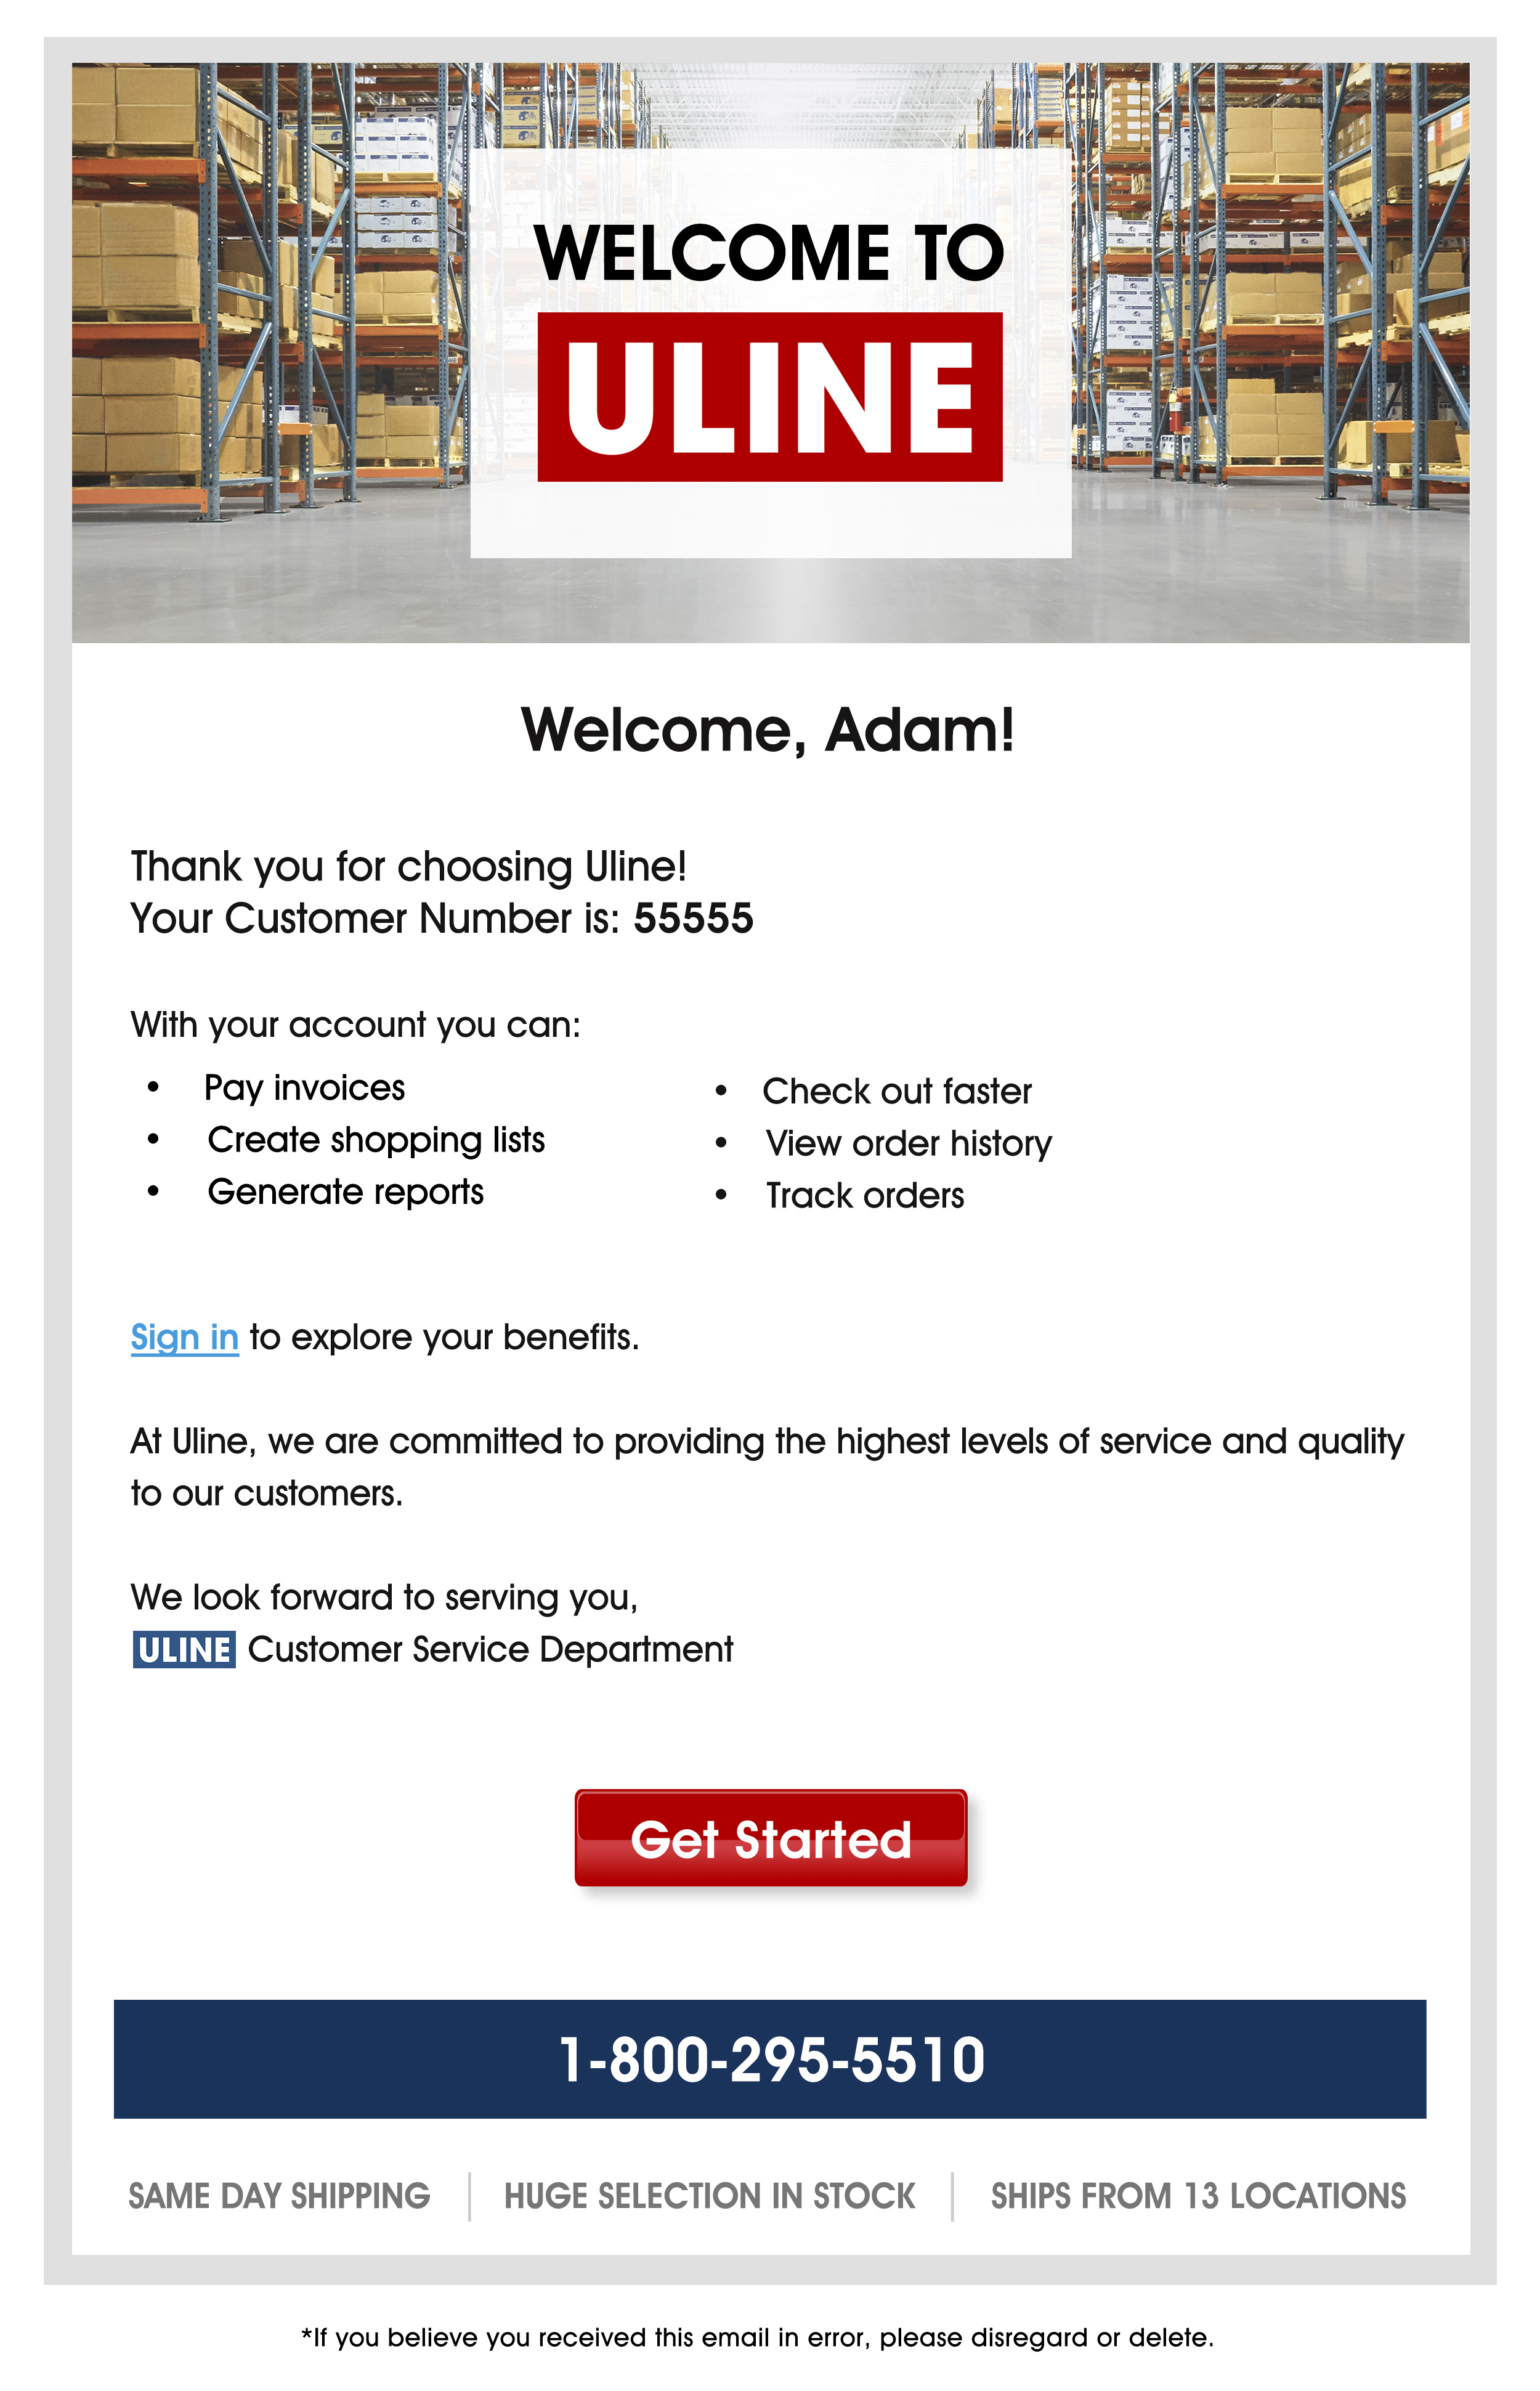 WELCOME TO
ULINE
Welcome, Adam!
Thank you for choosing Uline!
Your Customer Number is: 55555
With your account you can:
• Pay invoices
• Create shopping lists
• Generate reports
• Check out faster
• View order history
• Track orders
Sign in to explore your benefits.
At Uline, we are committed to providing the highest levels of service and quality
to our customers.
We look forward to serving you,
ULINE Customer Service Department
Get Started
1-800-295-5510
SAME DAY SHIPPING
HUGE SELECTION IN STOCK
SHIPS FROM 13 LOCATIONS
*If you believe you received this email in error, please disregard or delete.